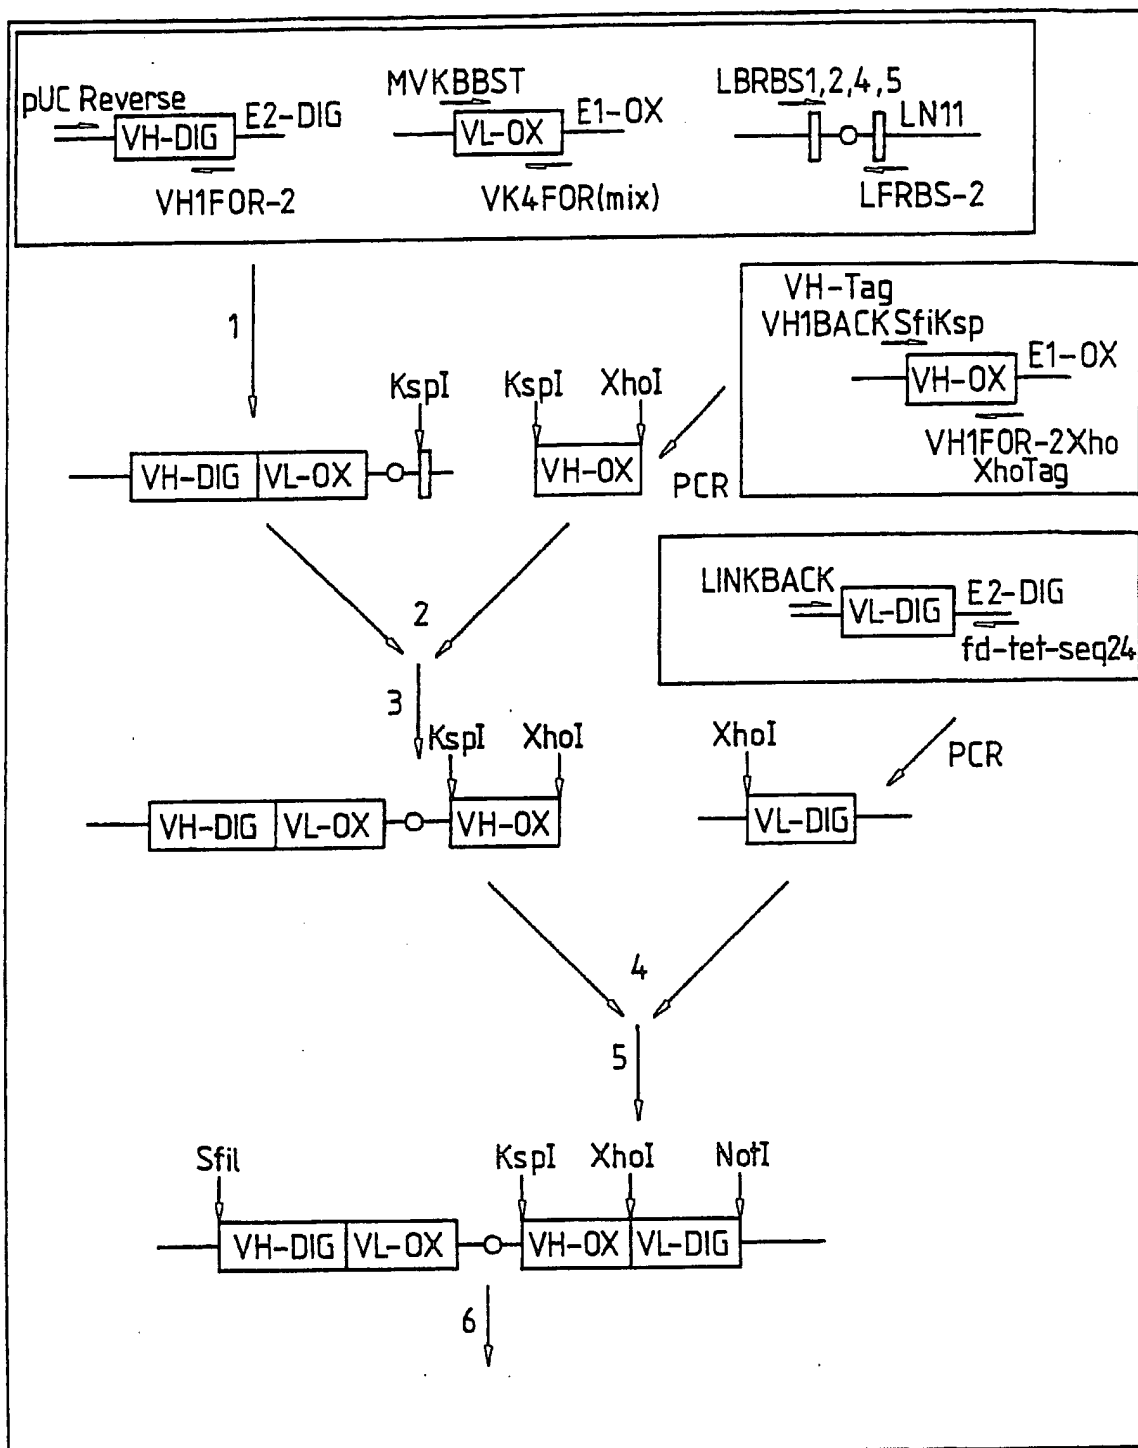 pUC Reverse
VH-DIG
E2-DIG
VH1FOR-2
MVKBBST
VL-OX
E1-OX
VK4FOR(mix)
LBRBS1,2,4,5
LN11
LFRBS-2
1
VH-Tag
VH1BACKSfiKsp
VH-OX
E1-OX
VH1FOR-2Xho
XhoTag
PCR
KspI
KspI
XhoI
VH-DIG
VL-OX
VH-OX
2
LINKBACK
VL-DIG
E2-DIG
fd-tet-seq24
PCR
3
KspI
XhoI
XhoI
VH-DIG
VL-OX
VH-OX
VL-DIG
4
5
SfiI
KspI
XhoI
NotI
VH-DIG
VL-OX
VH-OX
VL-DIG
6